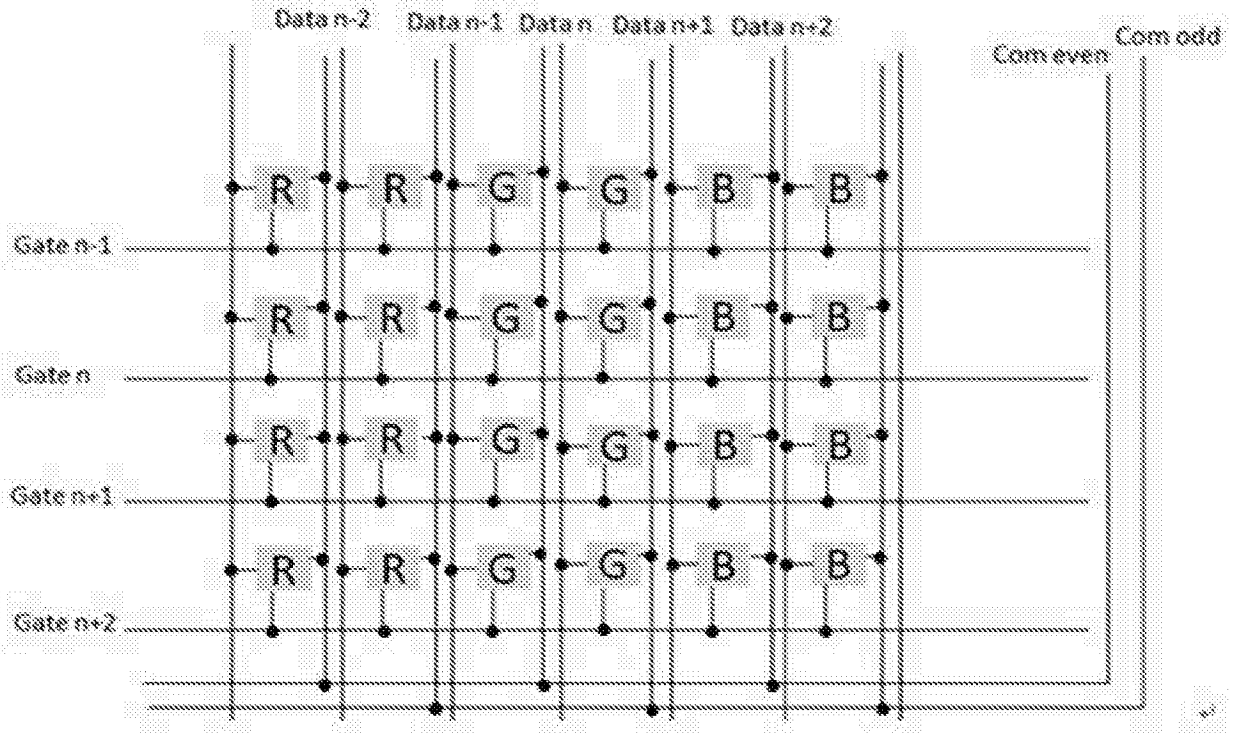 Data n-2 Data n-1 Data n Data n+1 Data n+2
Com even
Com odd
R R G G B B
Gate n-1
R R G G B B
Gate n
R R G G B B
Gate n+1
R R G G B B
Gate n+2